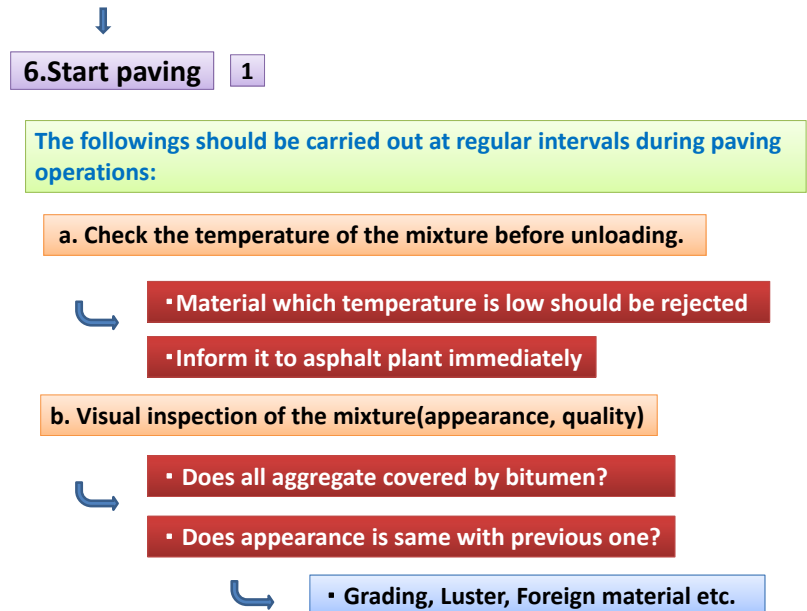 6.Start paving 1
The followings should be carried out at regular intervals during paving
operations:
a. Check the temperature of the mixture before unloading.
・Material which temperature is low should be rejected
・Inform it to asphalt plant immediately
b. Visual inspection of the mixture(appearance, quality)
・ Does all aggregate covered by bitumen?
・ Does appearance is same with previous one?
・ Grading, Luster, Foreign material etc.